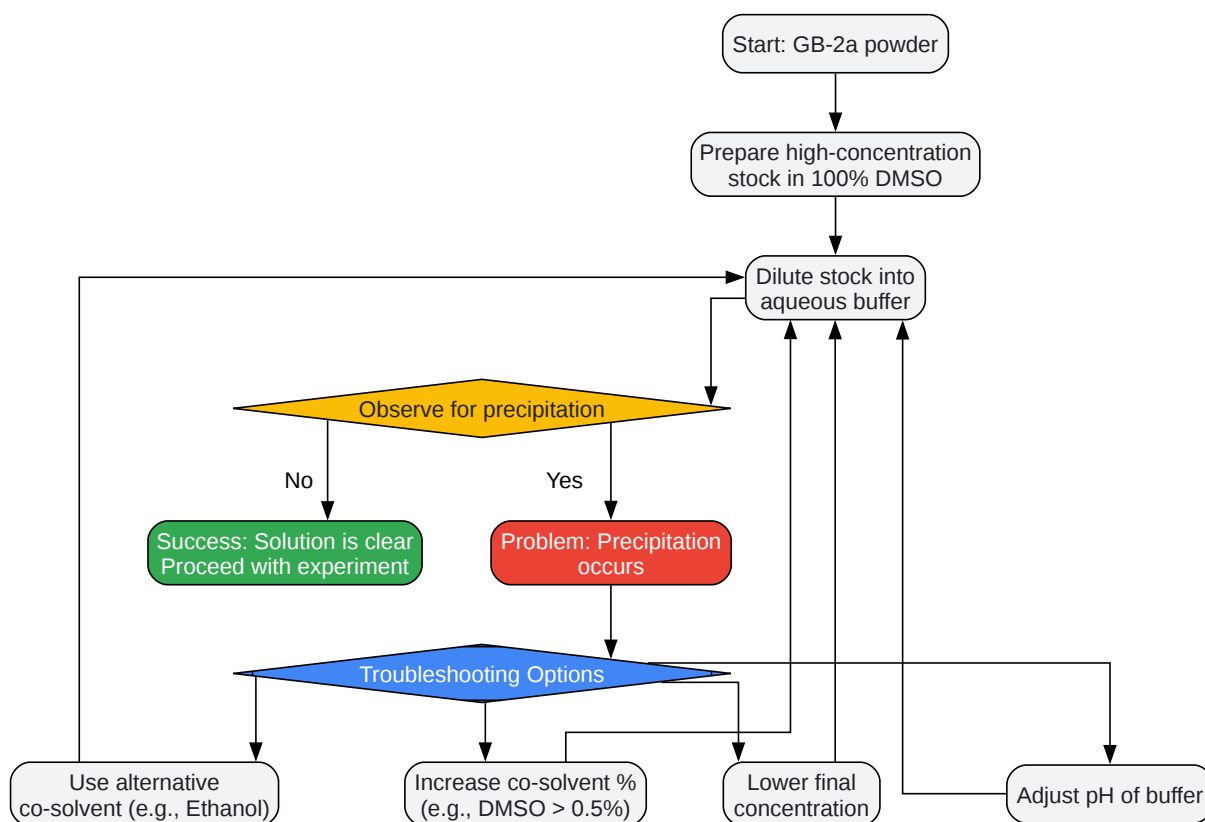 Start: GB-2a powder
Prepare high-concentration
stock in 100% DMSO
Dilute stock into
aqueous buffer
Observe for precipitation
No
Yes
Success: Solution is clear
Proceed with experiment
Problem: Precipitation
occurs
Troubleshooting Options
Use alternative
co-solvent (e.g., Ethanol)
Increase co-solvent %
(e.g., DMSO > 0.5%)
Lower final
concentration
Adjust pH of buffer